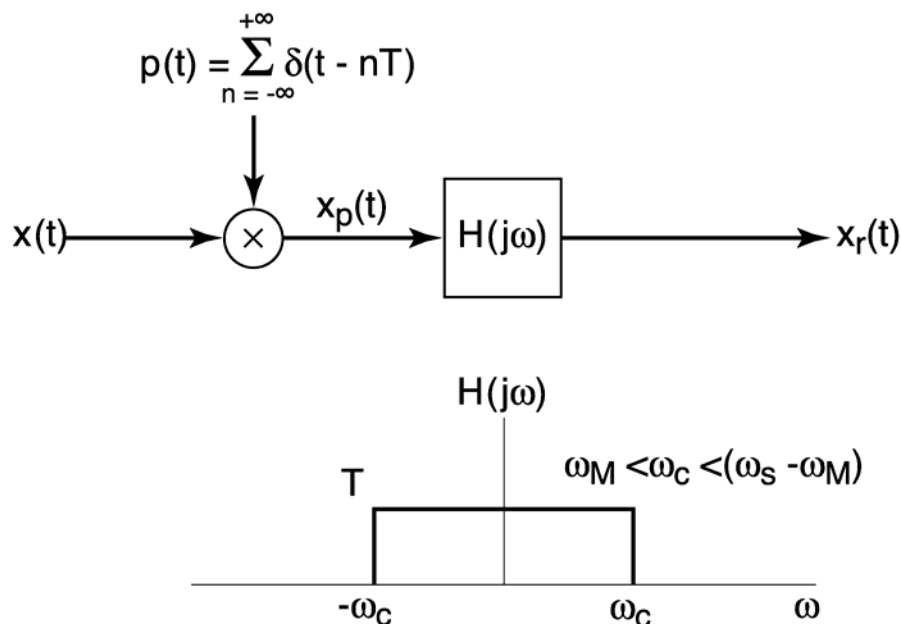 +∞
p(t) = Σ δ(t - nT)
n = -∞
x(t)
×
xp(t)
H(jω)
xr(t)
H(jω)
T
ωM <ωc <(ωs -ωM)
-ωc
ωc
ω